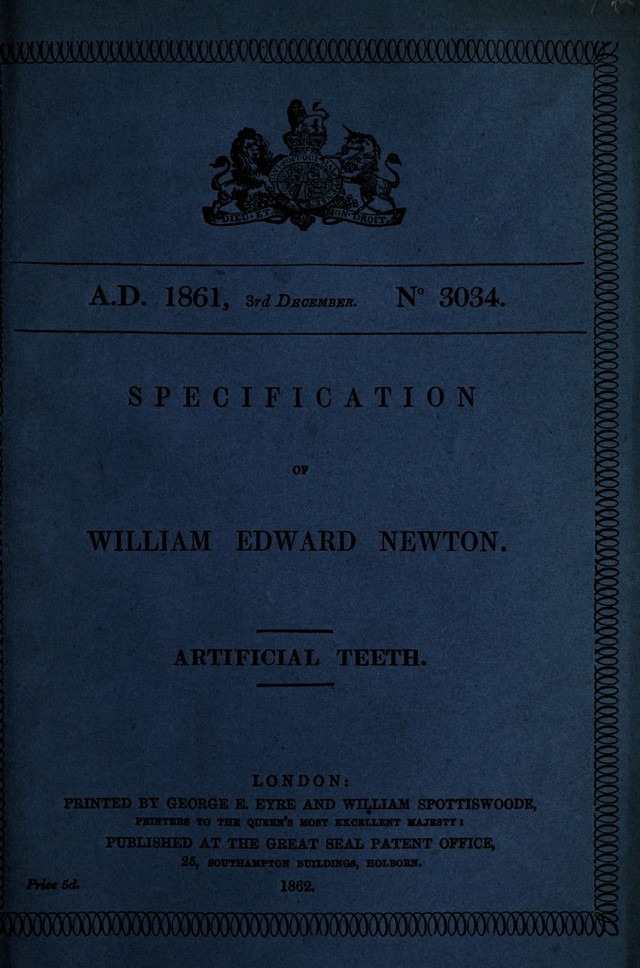 DIEU·ET MON·DROIT.
A.D. 1861, 3rd DECEMBER. No 3034.
SPECIFICATION
OF
WILLIAM EDWARD NEWTON.
ARTIFICIAL TEETH.
LONDON:
PRINTED BY GEORGE E. EYRE AND WILLIAM SPOTTISWOODE,
PRINTERS TO THE QUEEN'S MOST EXCELLENT MAJESTY:
PUBLISHED AT THE GREAT SEAL PATENT OFFICE,
25, SOUTHAMPTON BUILDINGS, HOLBORN.
Price 5d.
1862.